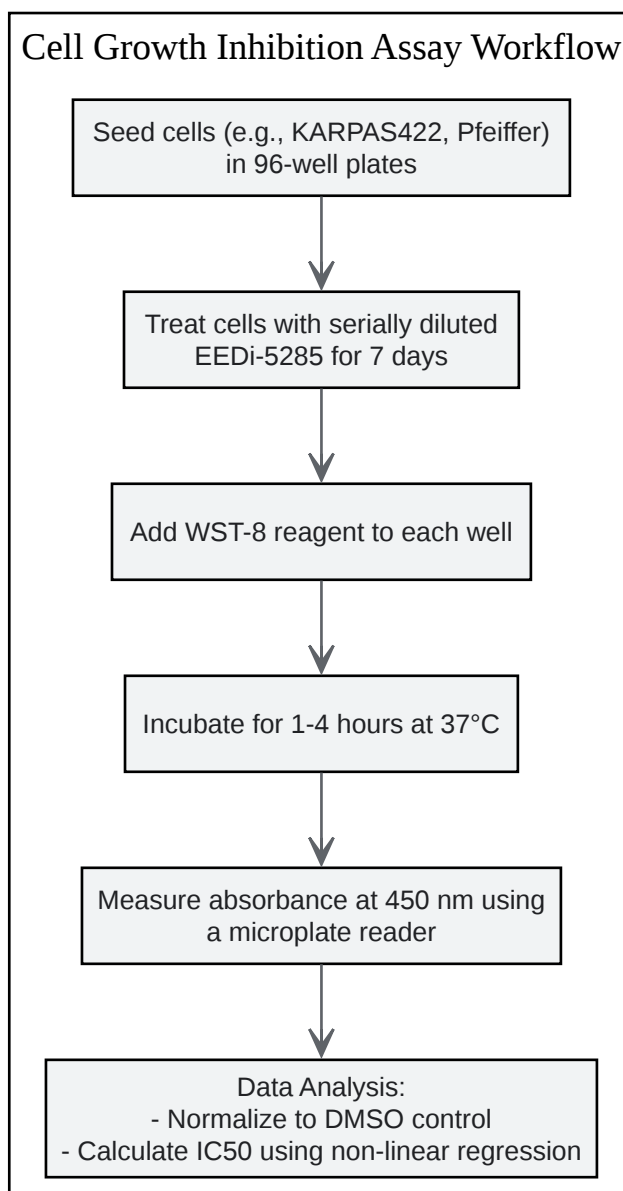 Cell Growth Inhibition Assay Workflow
Seed cells (e.g., KARPAS422, Pfeiffer)
in 96-well plates
Treat cells with serially diluted
EEDi-5285 for 7 days
Add WST-8 reagent to each well
Incubate for 1-4 hours at 37°C
Measure absorbance at 450 nm using
a microplate reader
Data Analysis:
- Normalize to DMSO control
- Calculate IC50 using non-linear regression